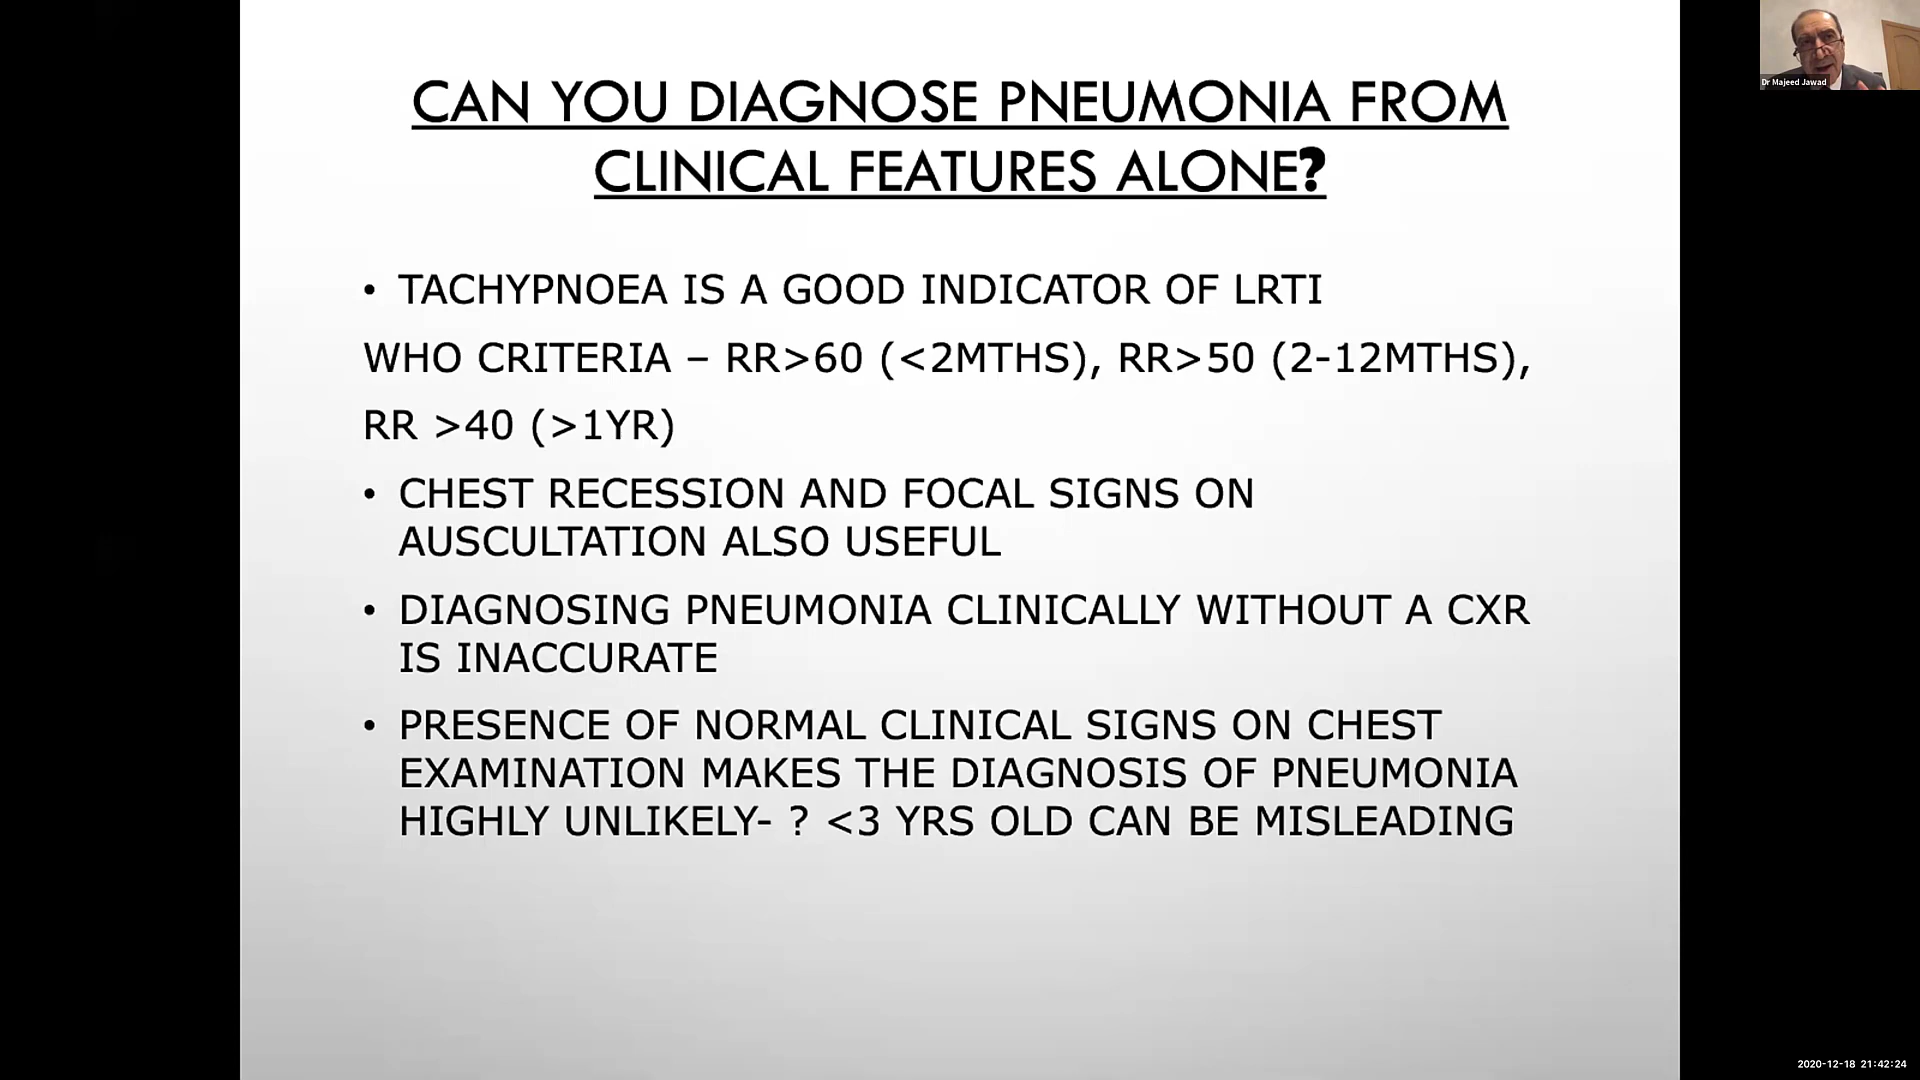 CAN YOU DIAGNOSE PNEUMONIA FROM
CLINICAL FEATURES ALONE?
• TACHYPNOEA IS A GOOD INDICATOR OF LRTI
WHO CRITERIA – RR>60 (<2MTHS), RR>50 (2-12MTHS),
RR >40 (>1YR)
• CHEST RECESSION AND FOCAL SIGNS ON
AUSCULTATION ALSO USEFUL
• DIAGNOSING PNEUMONIA CLINICALLY WITHOUT A CXR
IS INACCURATE
• PRESENCE OF NORMAL CLINICAL SIGNS ON CHEST
EXAMINATION MAKES THE DIAGNOSIS OF PNEUMONIA
HIGHLY UNLIKELY- ? <3 YRS OLD CAN BE MISLEADING
Dr Majeed Jawad
2020-12-18 21:42:24